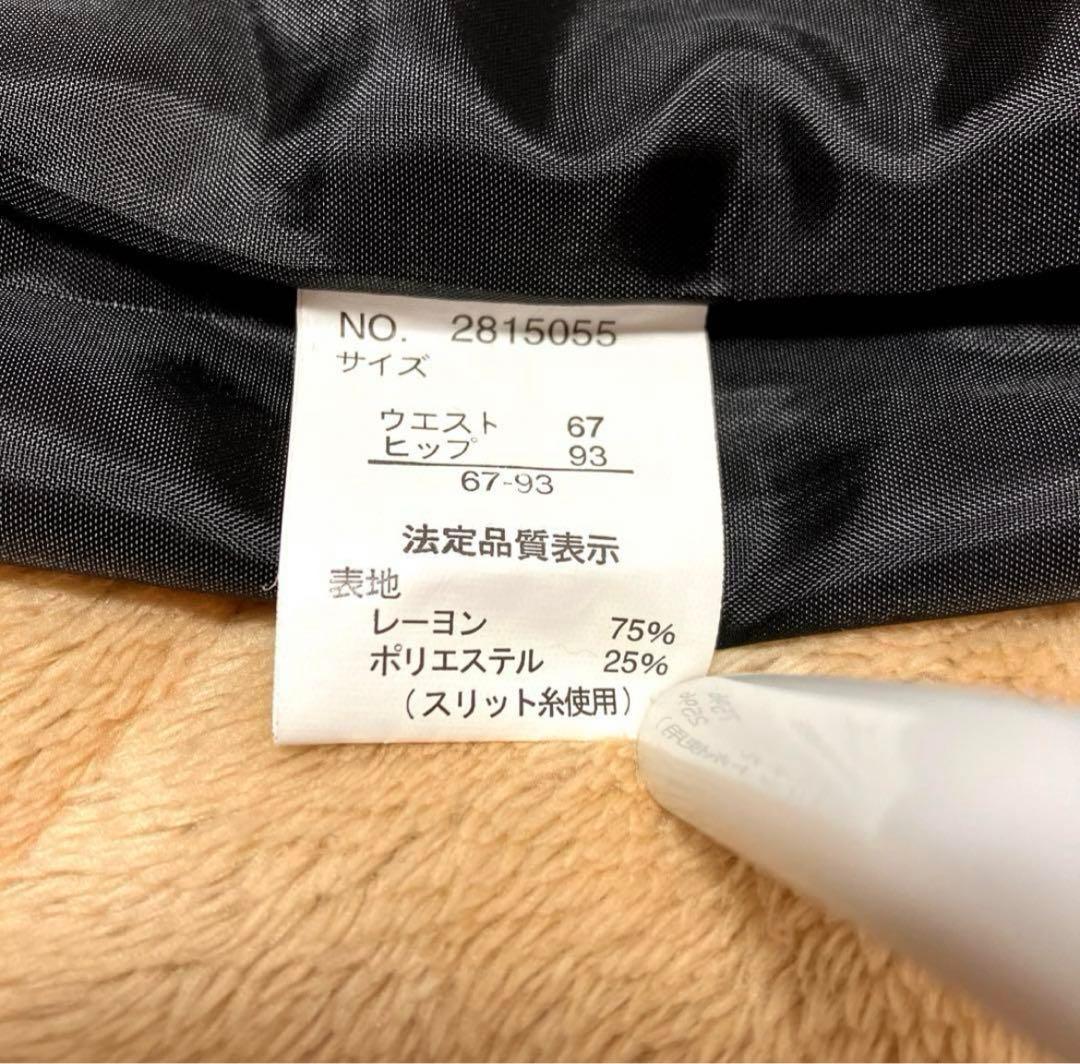 NO. 2815055
サイズ
ウエスト 67
ヒップ 93
67-93
法定品質表示
表地
レーヨン 75%
ポリエステル 25%
(スリット糸使用)